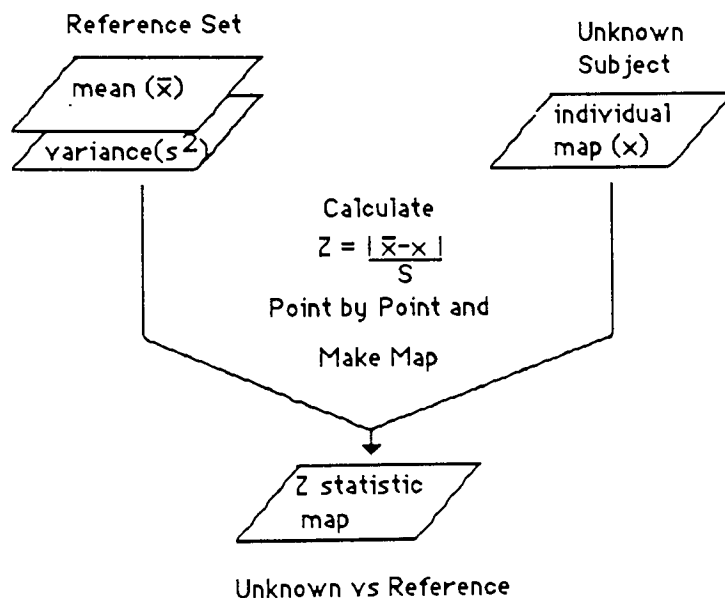 Reference Set
mean (x̄)
variance(s²)
Unknown
Subject
individual
map (x)
Calculate
Z = | x̄-x |
S
Point by Point and
Make Map
Z statistic
map
Unknown vs Reference